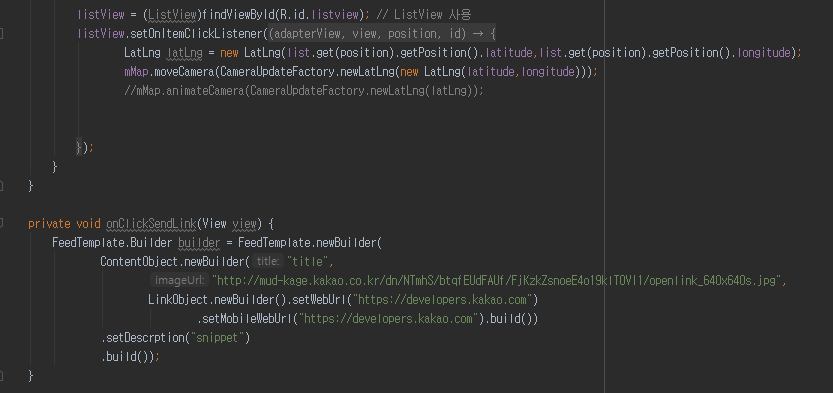 listView = (ListView)findViewById(R.id.listview); // ListView 사용
listView.setOnItemClickListener((adapterView, view, position, id) → {
LatLng latLng = new LatLng(list.get(position).getPosition().latitude,list.get(position).getPosition().longitude);
mMap.moveCamera(CameraUpdateFactory.newLatLng(new LatLng(latitude,longitude)));
//mMap.animateCamera(CameraUpdateFactory.newLatLng(latLng));
});
}
}
private void onClickSendLink(View view) {
FeedTemplate.Builder builder = FeedTemplate.newBuilder(
ContentObject.newBuilder( title: "title",
imageUrl: "http://mud-kage.kakao.co.kr/dn/NTmhS/btqfEUdFAUf/FjKzkZsnoeE4o19klTOVI1/openlink_640x640s.jpg",
LinkObject.newBuilder().setWebUrl("https://developers.kakao.com")
.setMobileWebUrl("https://developers.kakao.com").build())
.setDescrption("snippet")
.build());
}